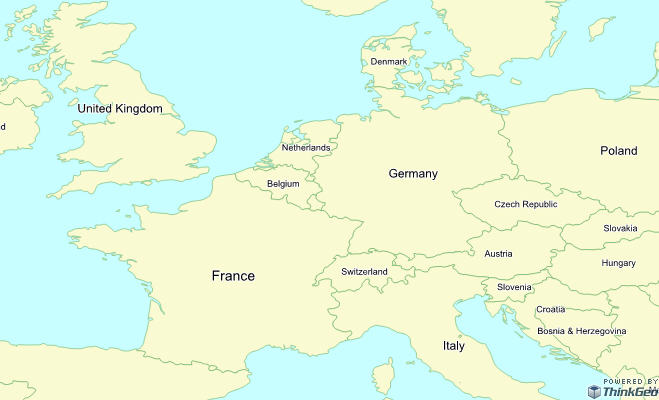 Denmark
United Kingdom
d
Netherlands
Poland
Germany
Belgium
Czech Republic
Slovakia
Austria
Hungary
France
Switzerland
Slovenia
Croatia
Bosnia & Herzegovina
Italy
POWERED BY
ThinkGeo